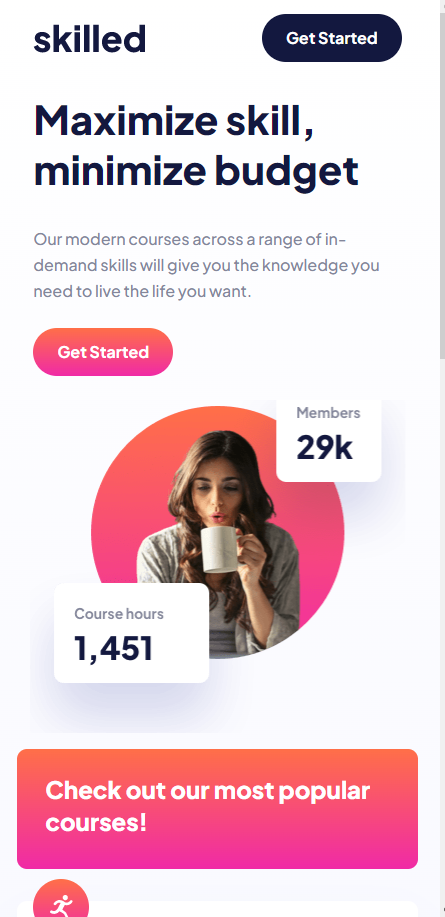 skilled
Get Started
Maximize skill,
minimize budget
Our modern courses across a range of in-
demand skills will give you the knowledge you
need to live the life you want.
Get Started
Members
29k
Course hours
1,451
Check out our most popular
courses!